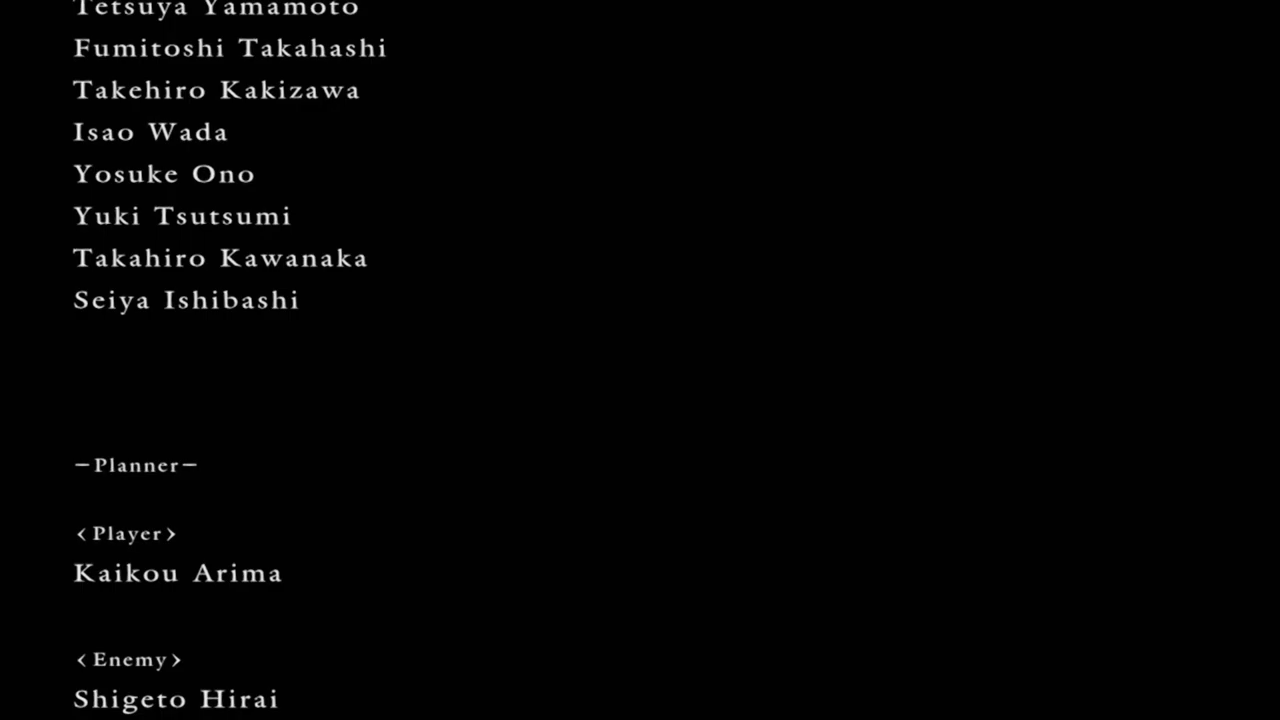 Tetsuya Yamamoto
Fumitoshi Takahashi
Takehiro Kakizawa
Isao Wada
Yosuke Ono
Yuki Tsutsumi
Takahiro Kawanaka
Seiya Ishibashi
－Planner－
‹Player›
Kaikou Arima
‹Enemy›
Shigeto Hirai